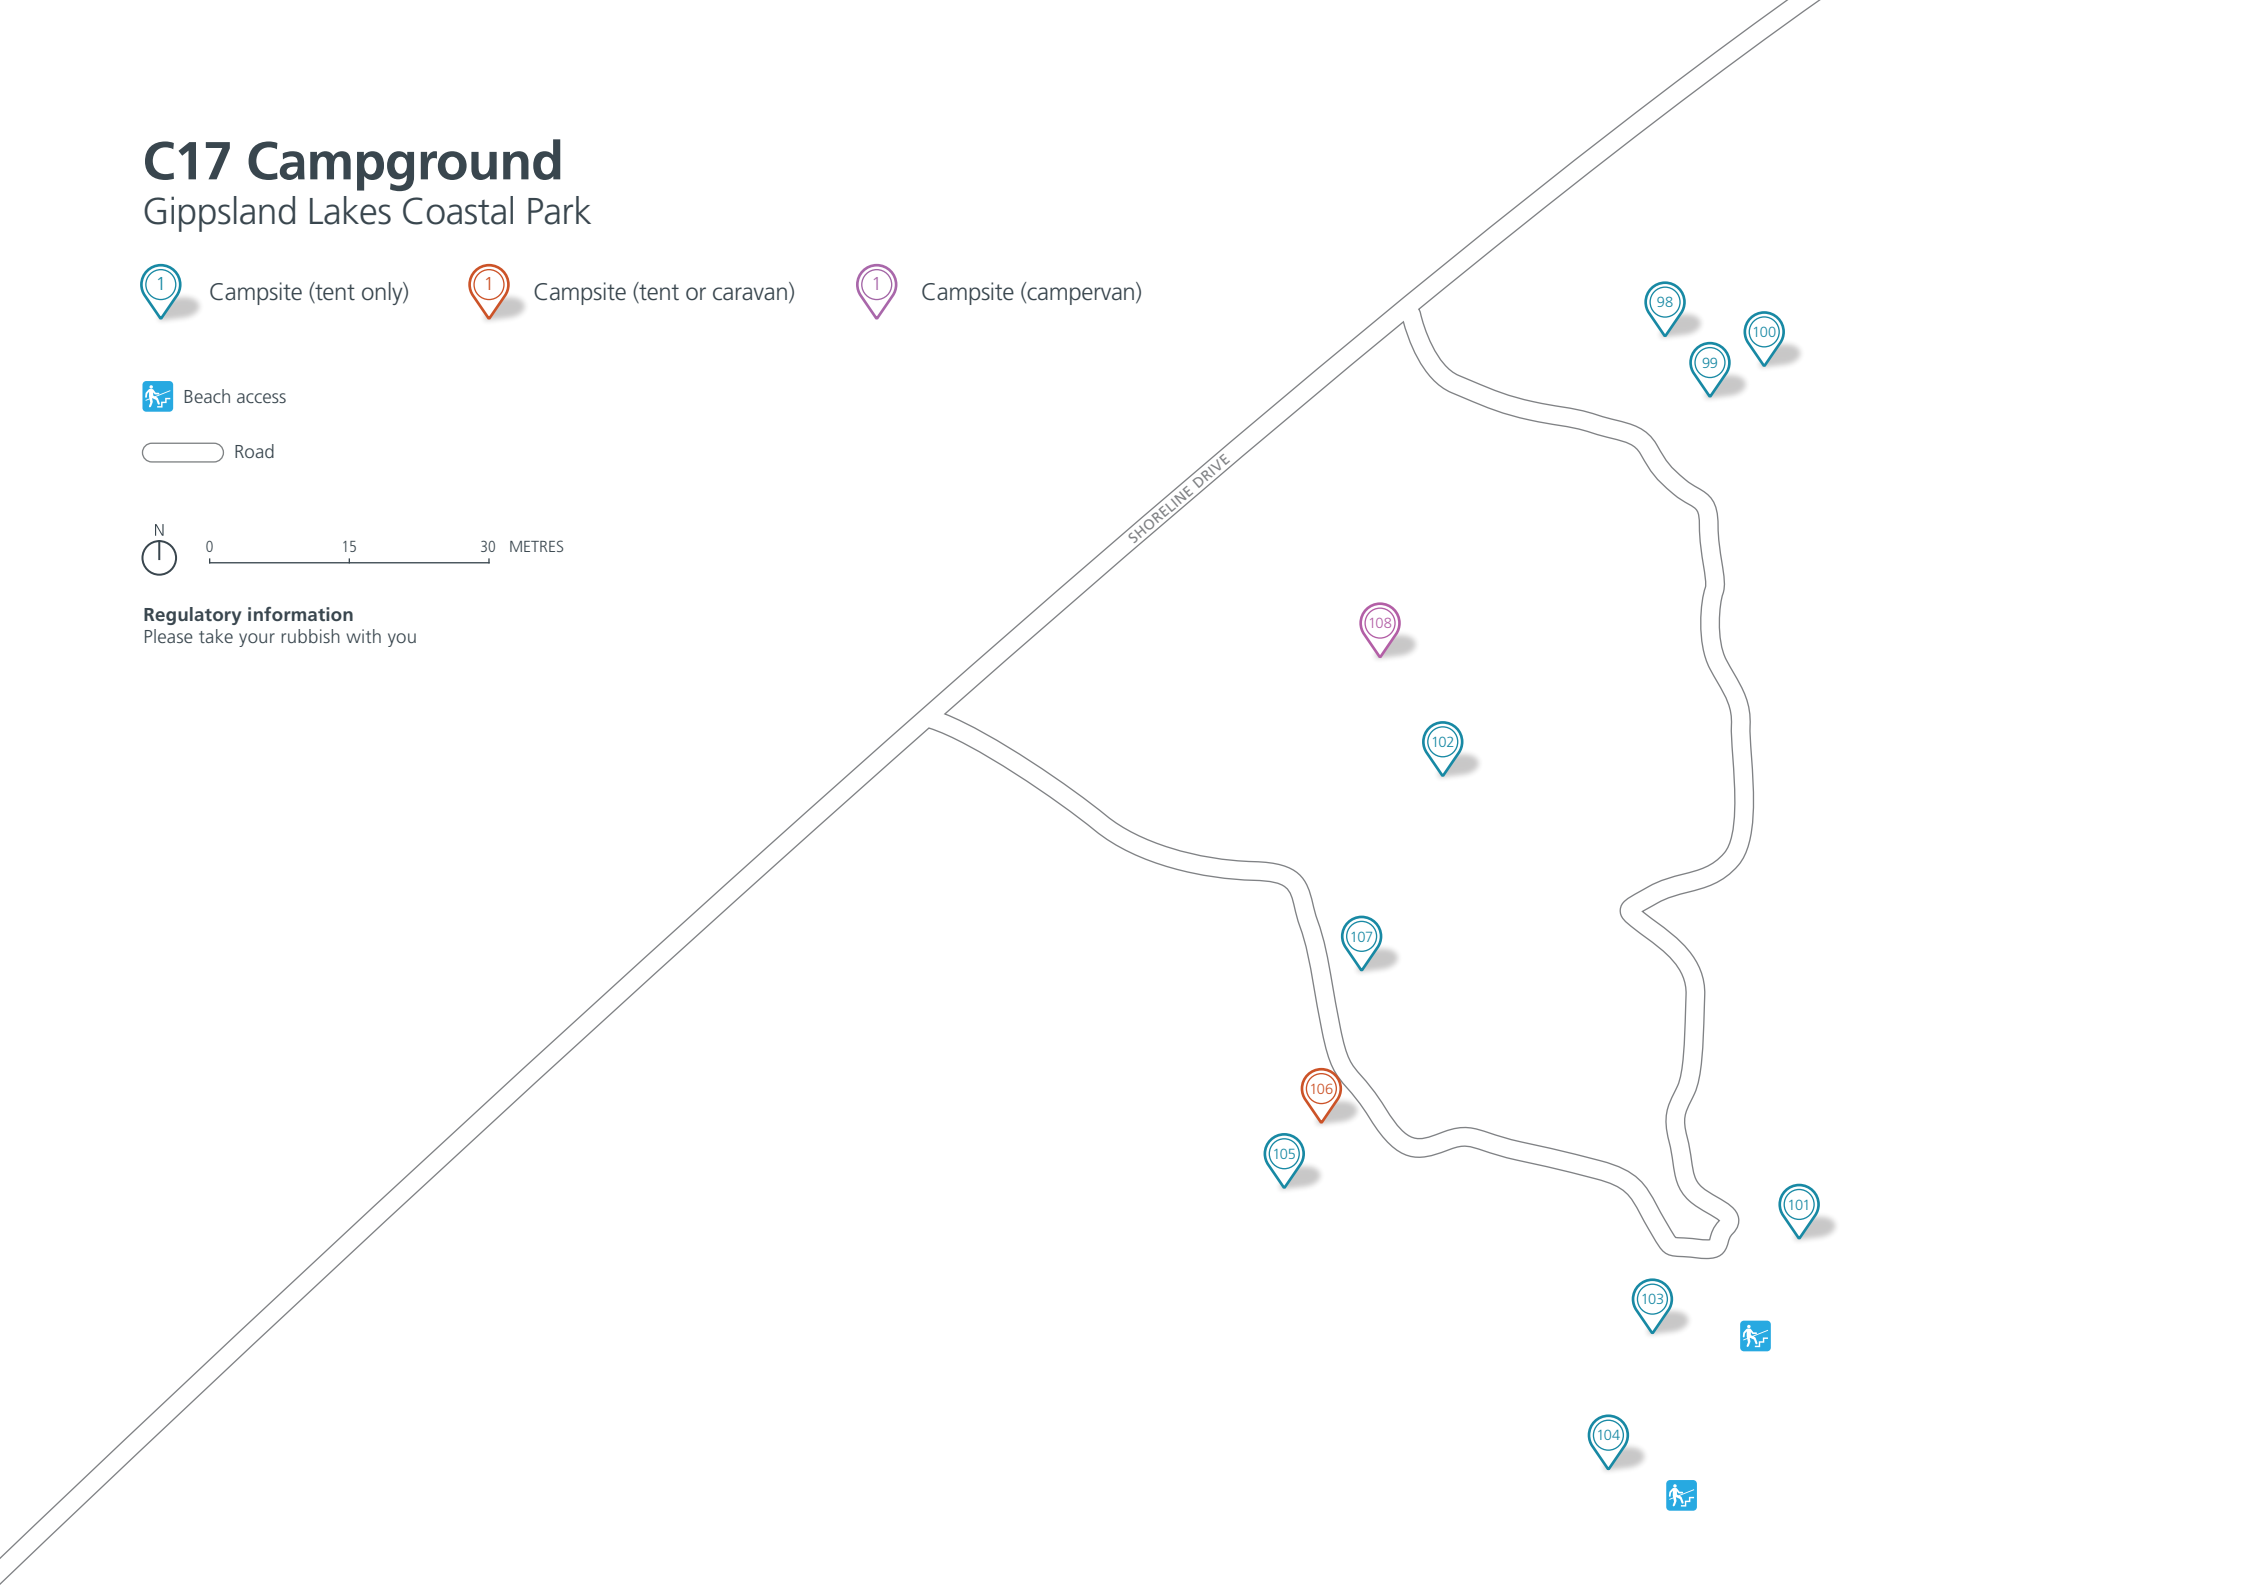 C17 Campground
Gippsland Lakes Coastal Park
1 Campsite (tent only)
1 Campsite (tent or caravan)
1 Campsite (campervan)
Beach access
Road
N
0 15 30 METRES
Regulatory information
Please take your rubbish with you
SHORELINE DRIVE
98
100
99
108
102
107
106
105
101
103
104